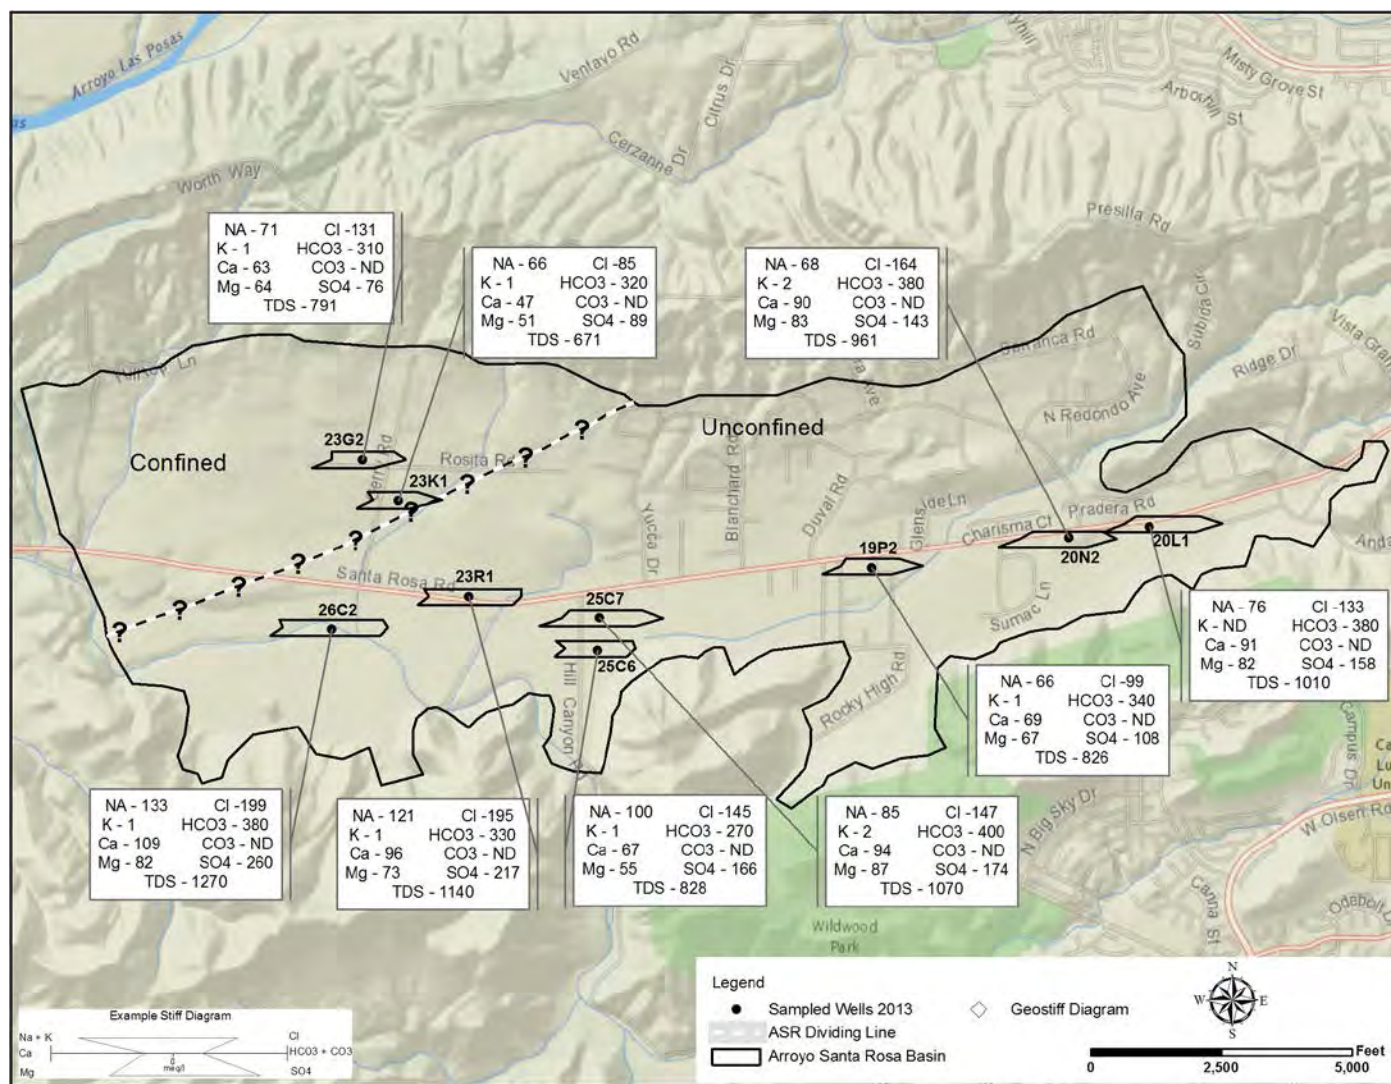 Arroyo Las Posas
Ventavo Rd
Citrus Dr
Cerzanne Dr
Misty Grove St
Worth Way
Presilla Rd
NA - 71 Cl -131
K - 1 HCO3 - 310
Ca - 63 CO3 - ND
Mg - 64 SO4 - 76
TDS - 791
NA - 66 Cl -85
K - 1 HCO3 - 320
Ca - 47 CO3 - ND
Mg - 51 SO4 - 89
TDS - 671
NA - 68 Cl -164
K - 2 HCO3 - 380
Ca - 90 CO3 - ND
Mg - 83 SO4 - 143
TDS - 961
Subida Cir
Ridge Dr
N Redondo Ave
Unconfined
Confined
23G2
Rosita Rd
23K1
? ? ? ? ? ? ? ? ?
Yucca Dr
Blanchard Rd
Duval Rd
Charisma Ct
Pradera Rd
20L1
20N2
19P2
Santa Rosa Rd
23R1
26C2
25C7
25C6
Hill Canyon
Sumac Ln
Rocky High Rd
NA - 76 Cl -133
K - ND HCO3 - 380
Ca - 91 CO3 - ND
Mg - 82 SO4 - 158
TDS - 1010
NA - 66 Cl -99
K - 1 HCO3 - 340
Ca - 69 CO3 - ND
Mg - 67 SO4 - 108
TDS - 826
NA - 133 Cl -199
K - 1 HCO3 - 380
Ca - 109 CO3 - ND
Mg - 82 SO4 - 260
TDS - 1270
NA - 121 Cl -195
K - 1 HCO3 - 330
Ca - 96 CO3 - ND
Mg - 73 SO4 - 217
TDS - 1140
NA - 100 Cl -145
K - 1 HCO3 - 270
Ca - 67 CO3 - ND
Mg - 55 SO4 - 166
TDS - 828
NA - 85 Cl -147
K - 2 HCO3 - 400
Ca - 94 CO3 - ND
Mg - 87 SO4 - 174
TDS - 1070
N Big Sky Dr
Campus Dr
W Olsen Rd
Canna St
Wildwood
Park
Legend
Sampled Wells 2013
Geostiff Diagram
ASR Dividing Line
Arroyo Santa Rosa Basin
N
W E
S
Feet
0 2,500 5,000
Example Stiff Diagram
Na + K Cl
Ca HCO3 + CO3
0
meq/l
Mg SO4